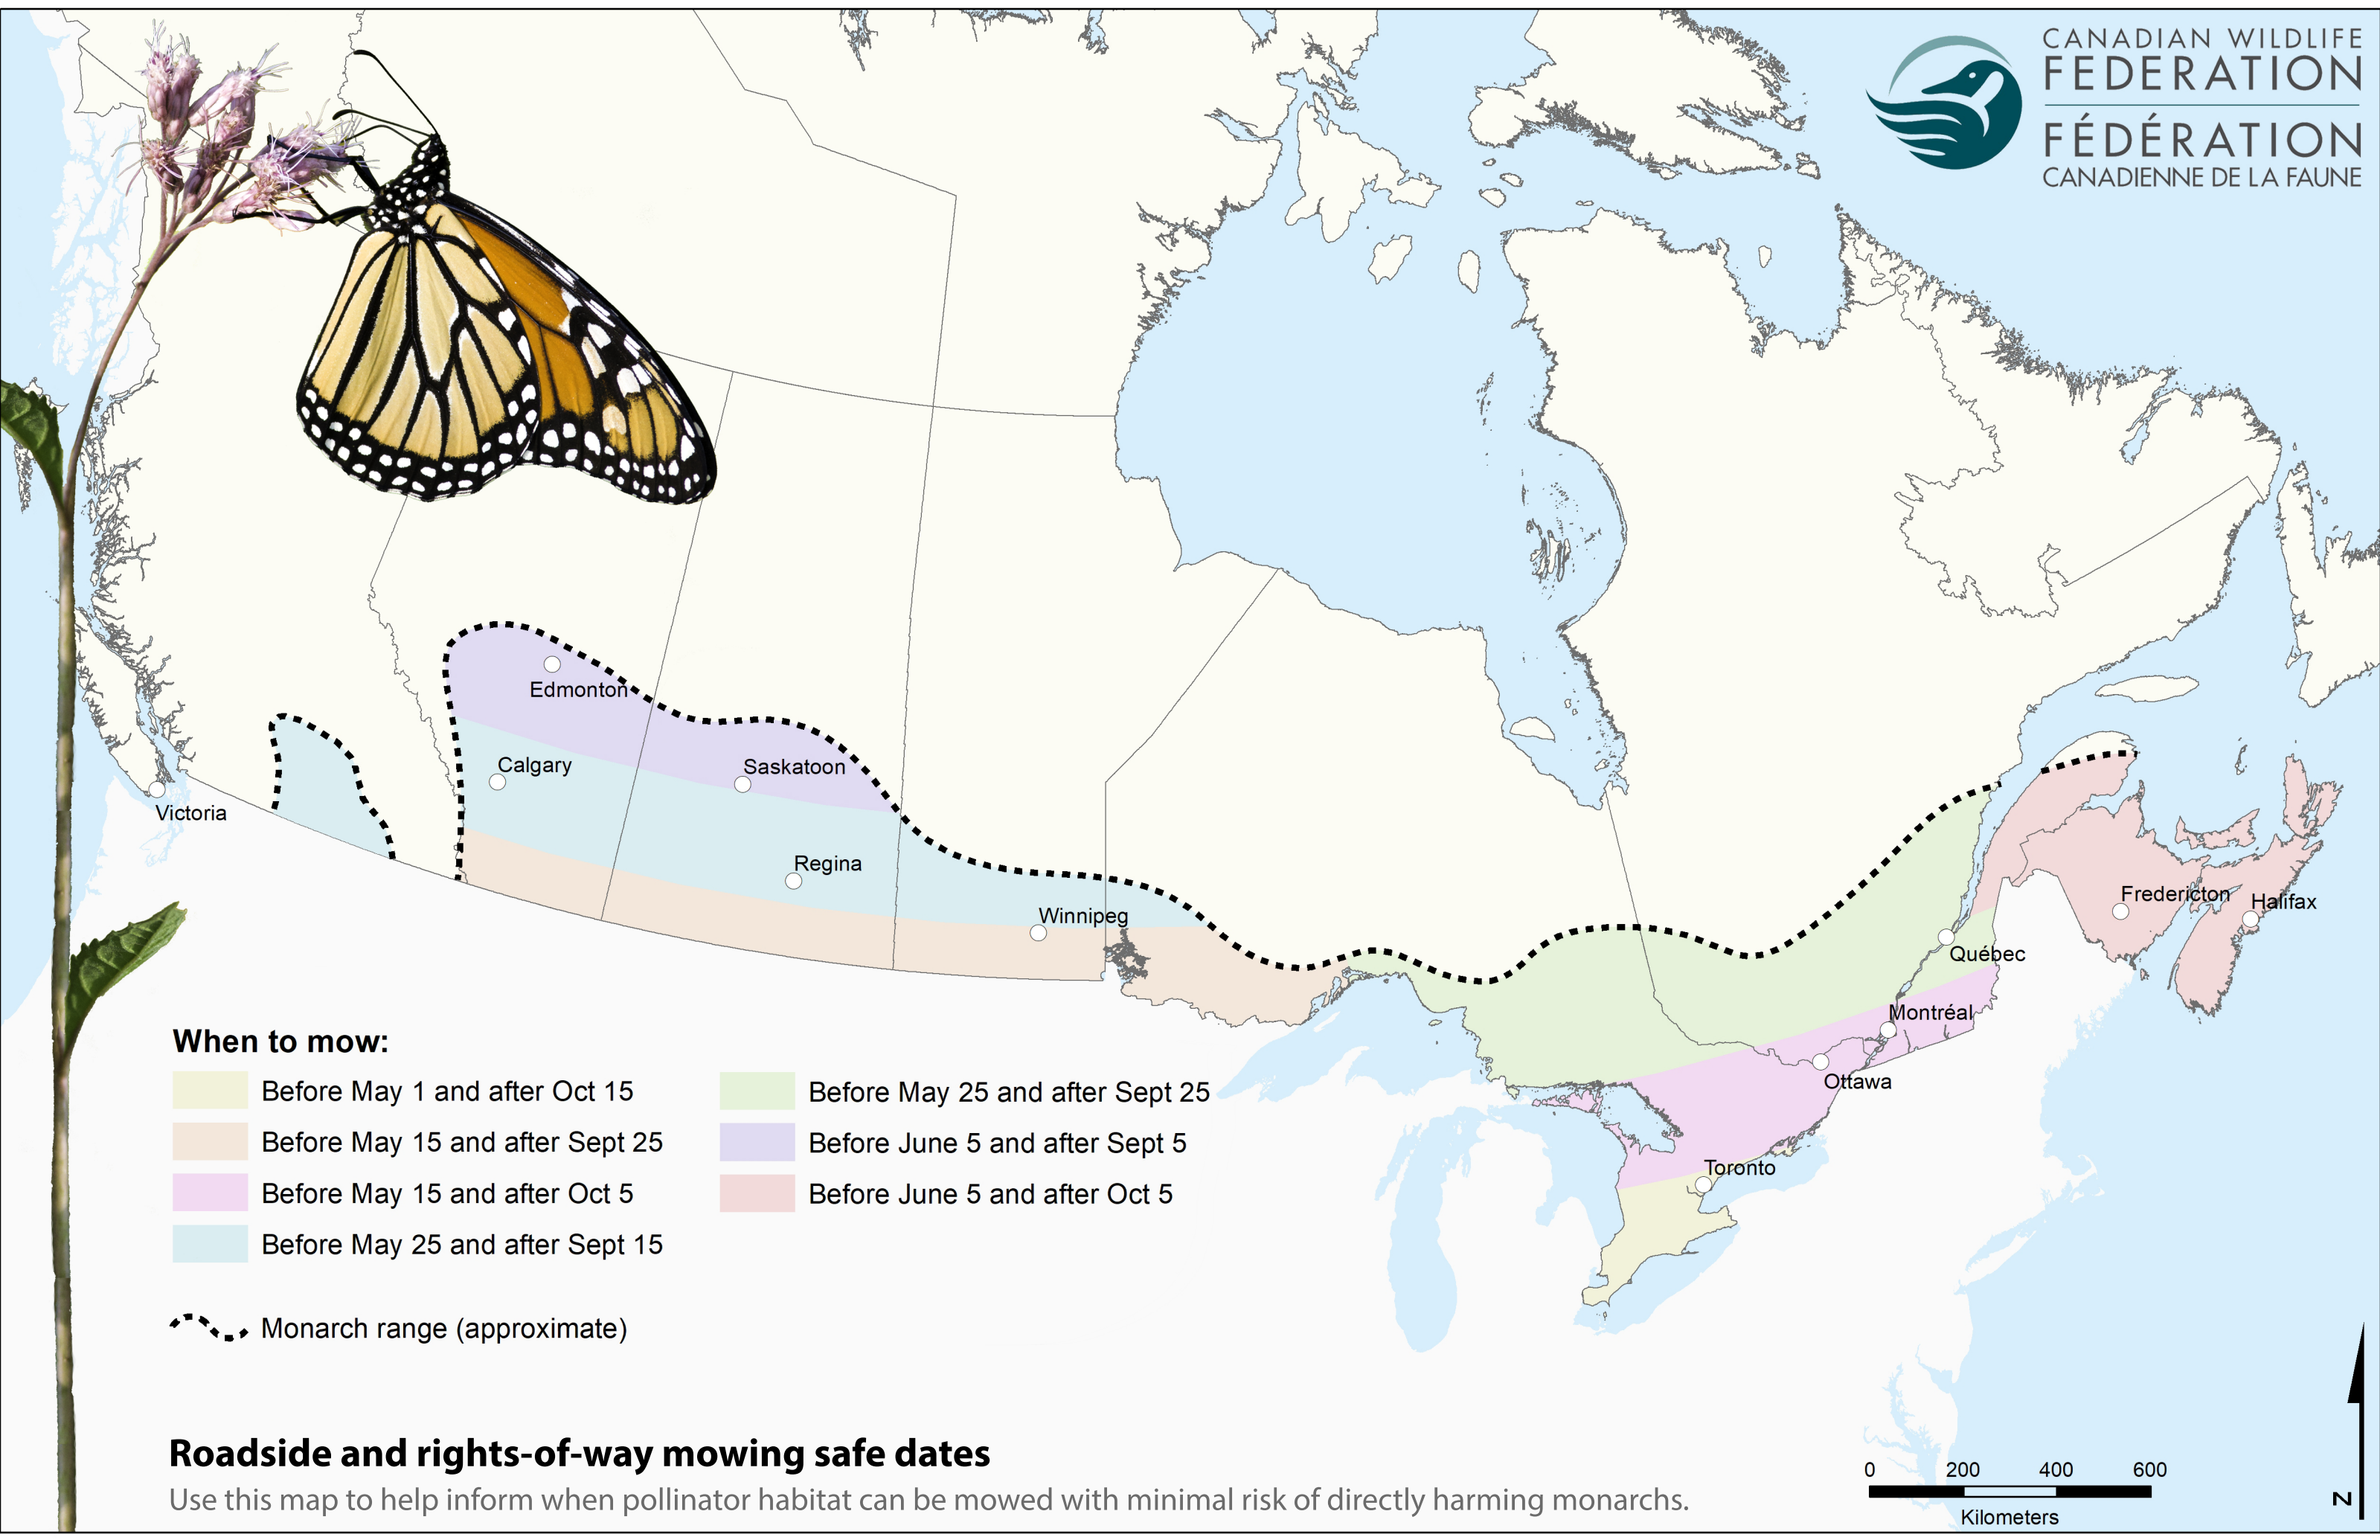 CANADIAN WILDLIFE
FEDERATION
FÉDÉRATION
CANADIENNE DE LA FAUNE
Edmonton
Calgary
Saskatoon
Victoria
Regina
Winnipeg
Fredericton
Halifax
Québec
Montréal
Ottawa
Toronto
When to mow:
Before May 1 and after Oct 15
Before May 15 and after Sept 25
Before May 15 and after Oct 5
Before May 25 and after Sept 15
Before May 25 and after Sept 25
Before June 5 and after Sept 5
Before June 5 and after Oct 5
Monarch range (approximate)
Roadside and rights-of-way mowing safe dates
Use this map to help inform when pollinator habitat can be mowed with minimal risk of directly harming monarchs.
0 200 400 600
Kilometers
N